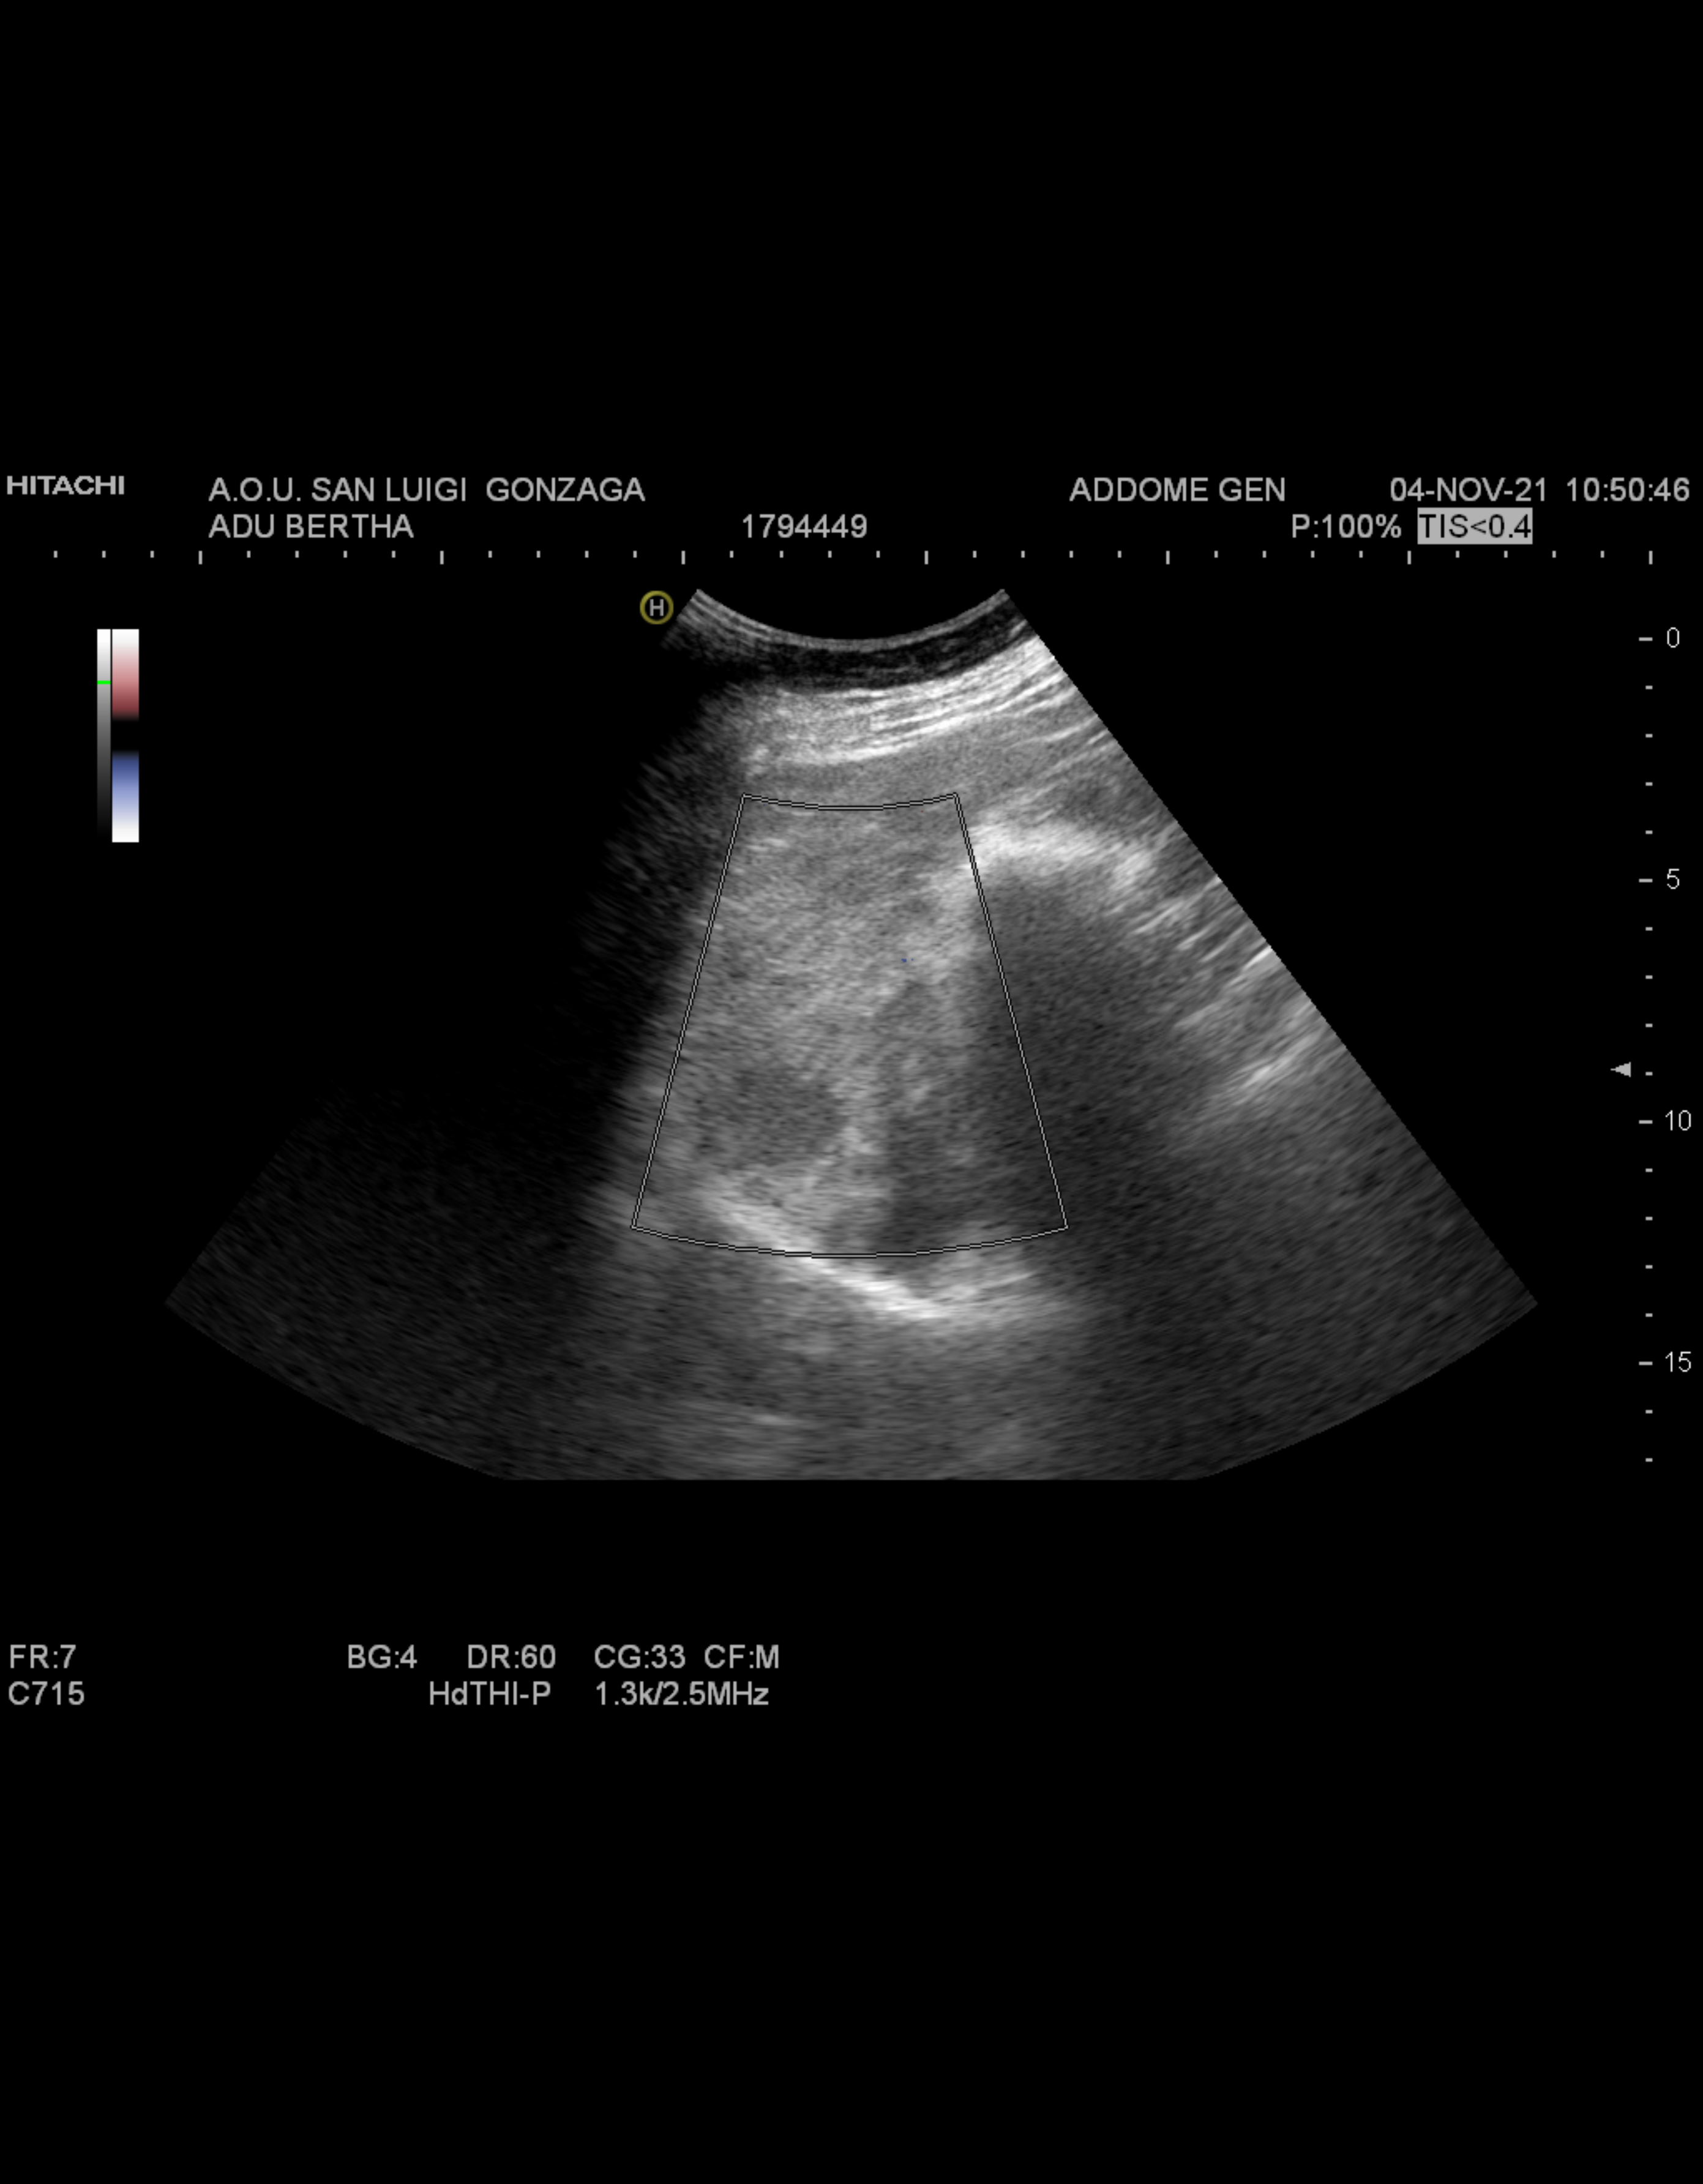 HITACHI A.O.U. SAN LUIGI GONZAGA ADDOME GEN 04-NOV-21 10:50:46
ADU BERTHA 1794449 P:100% TIS<0.4
H
0
5
10
15
FR:7 BG:4 DR:60 CG:33 CF:M
C715 HdTHI-P 1.3k/2.5MHz